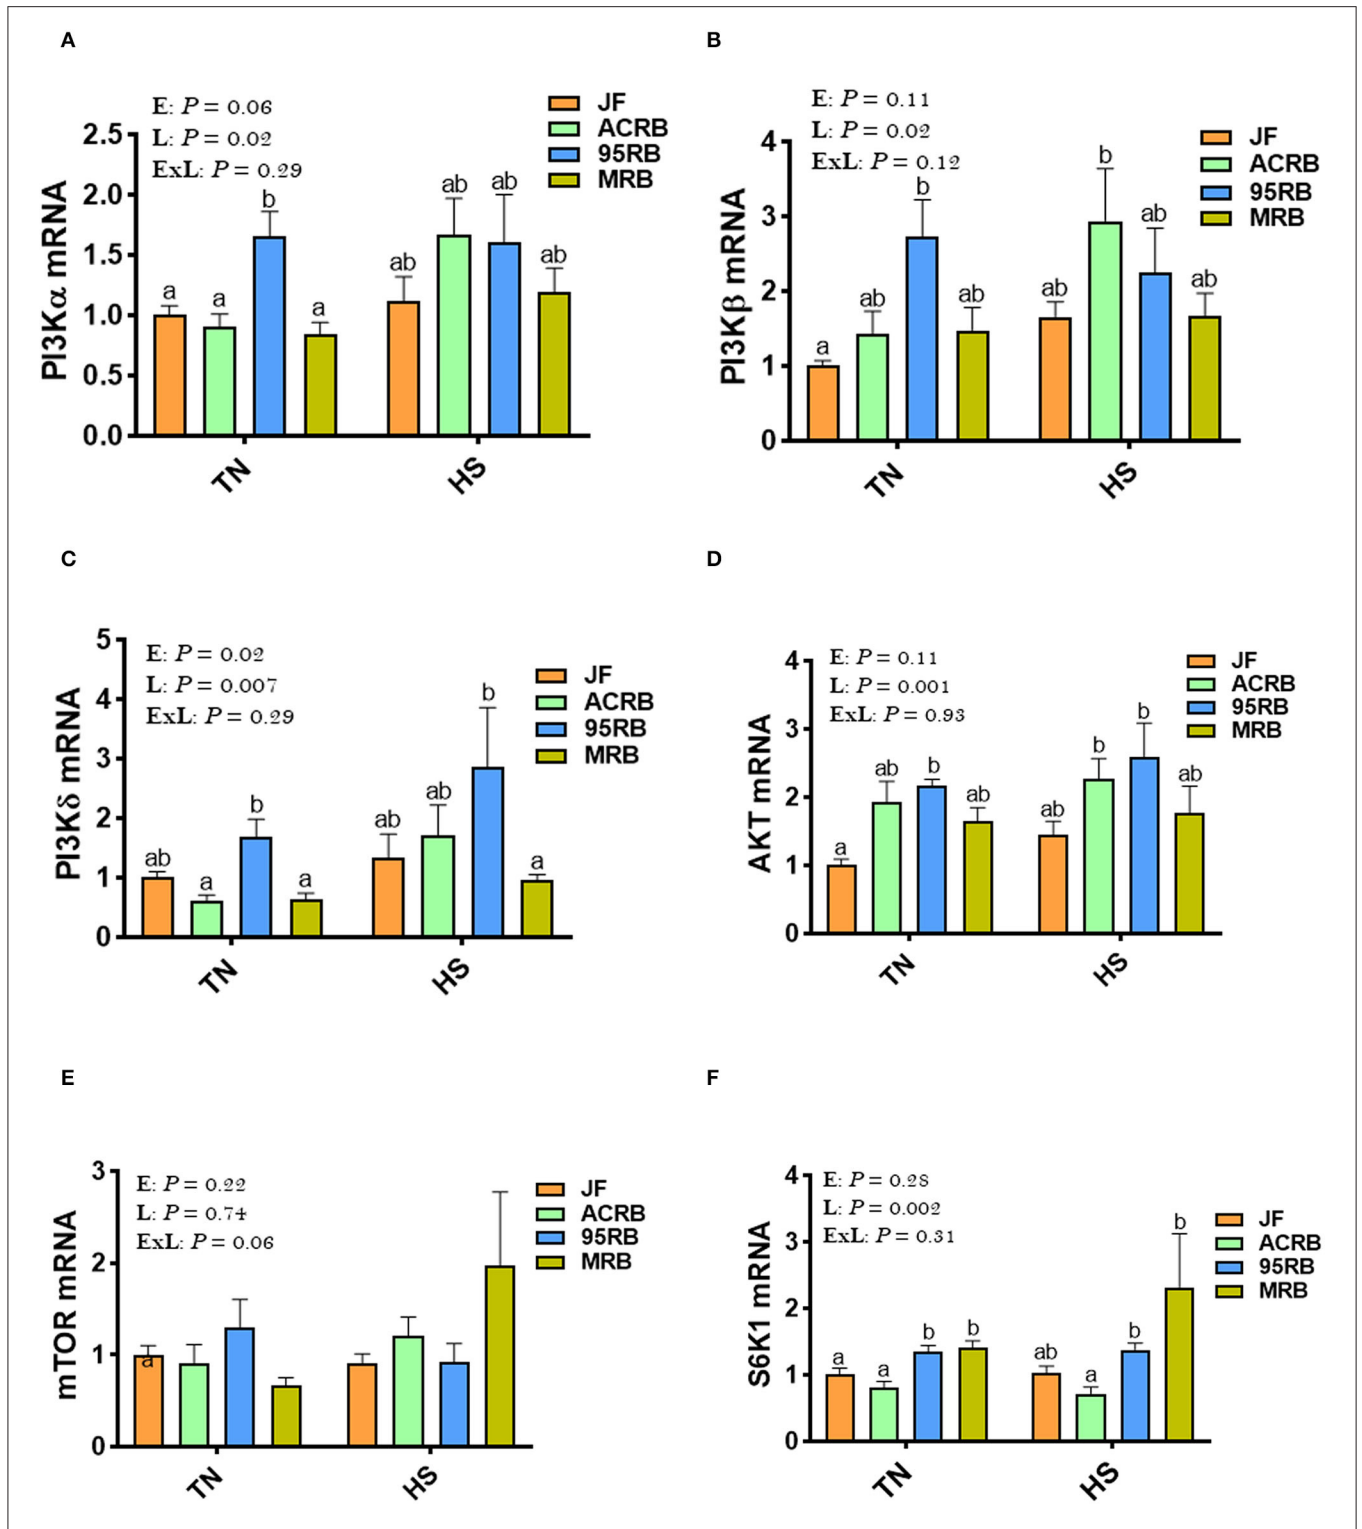 A
E: P = 0.06
L: P = 0.02
ExL: P = 0.29
JF
ACRB
95RB
MRB
PI3Kα mRNA
2.5
2.0
1.5
1.0
0.5
0.0
a
a
b
a
ab
ab
ab
ab
TN
HS
B
E: P = 0.11
L: P = 0.02
ExL: P = 0.12
JF
ACRB
95RB
MRB
PI3Kβ mRNA
4
3
2
1
0
a
ab
b
ab
ab
b
ab
ab
TN
HS
C
E: P = 0.02
L: P = 0.007
ExL: P = 0.29
JF
ACRB
95RB
MRB
PI3Kδ mRNA
5
4
3
2
1
0
ab
a
b
a
ab
ab
b
a
TN
HS
D
E: P = 0.11
L: P = 0.001
ExL: P = 0.93
JF
ACRB
95RB
MRB
AKT mRNA
4
3
2
1
0
a
ab
b
ab
ab
b
b
ab
TN
HS
E
E: P = 0.22
L: P = 0.74
ExL: P = 0.06
JF
ACRB
95RB
MRB
mTOR mRNA
3
2
1
0
a
TN
HS
F
E: P = 0.28
L: P = 0.002
ExL: P = 0.31
JF
ACRB
95RB
MRB
S6K1 mRNA
4
3
2
1
0
a
a
b
b
ab
a
b
b
TN
HS